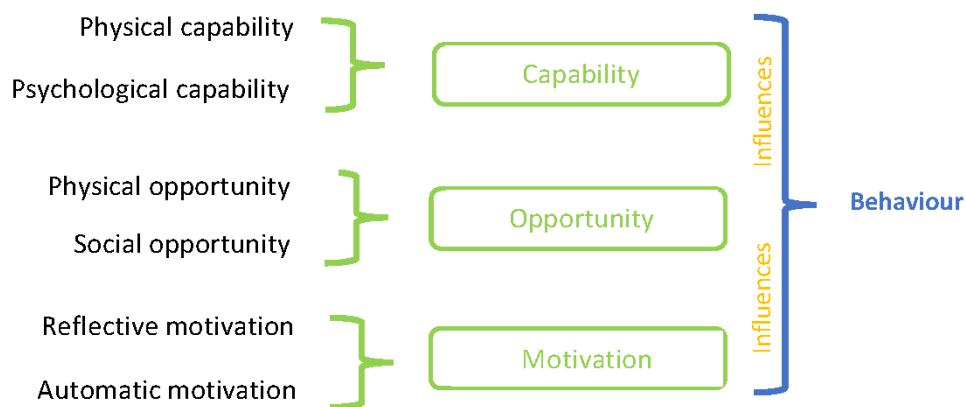 Physical capability
Psychological capability
Capability
Influences
Physical opportunity
Social opportunity
Opportunity
Behaviour
Influences
Reflective motivation
Automatic motivation
Motivation